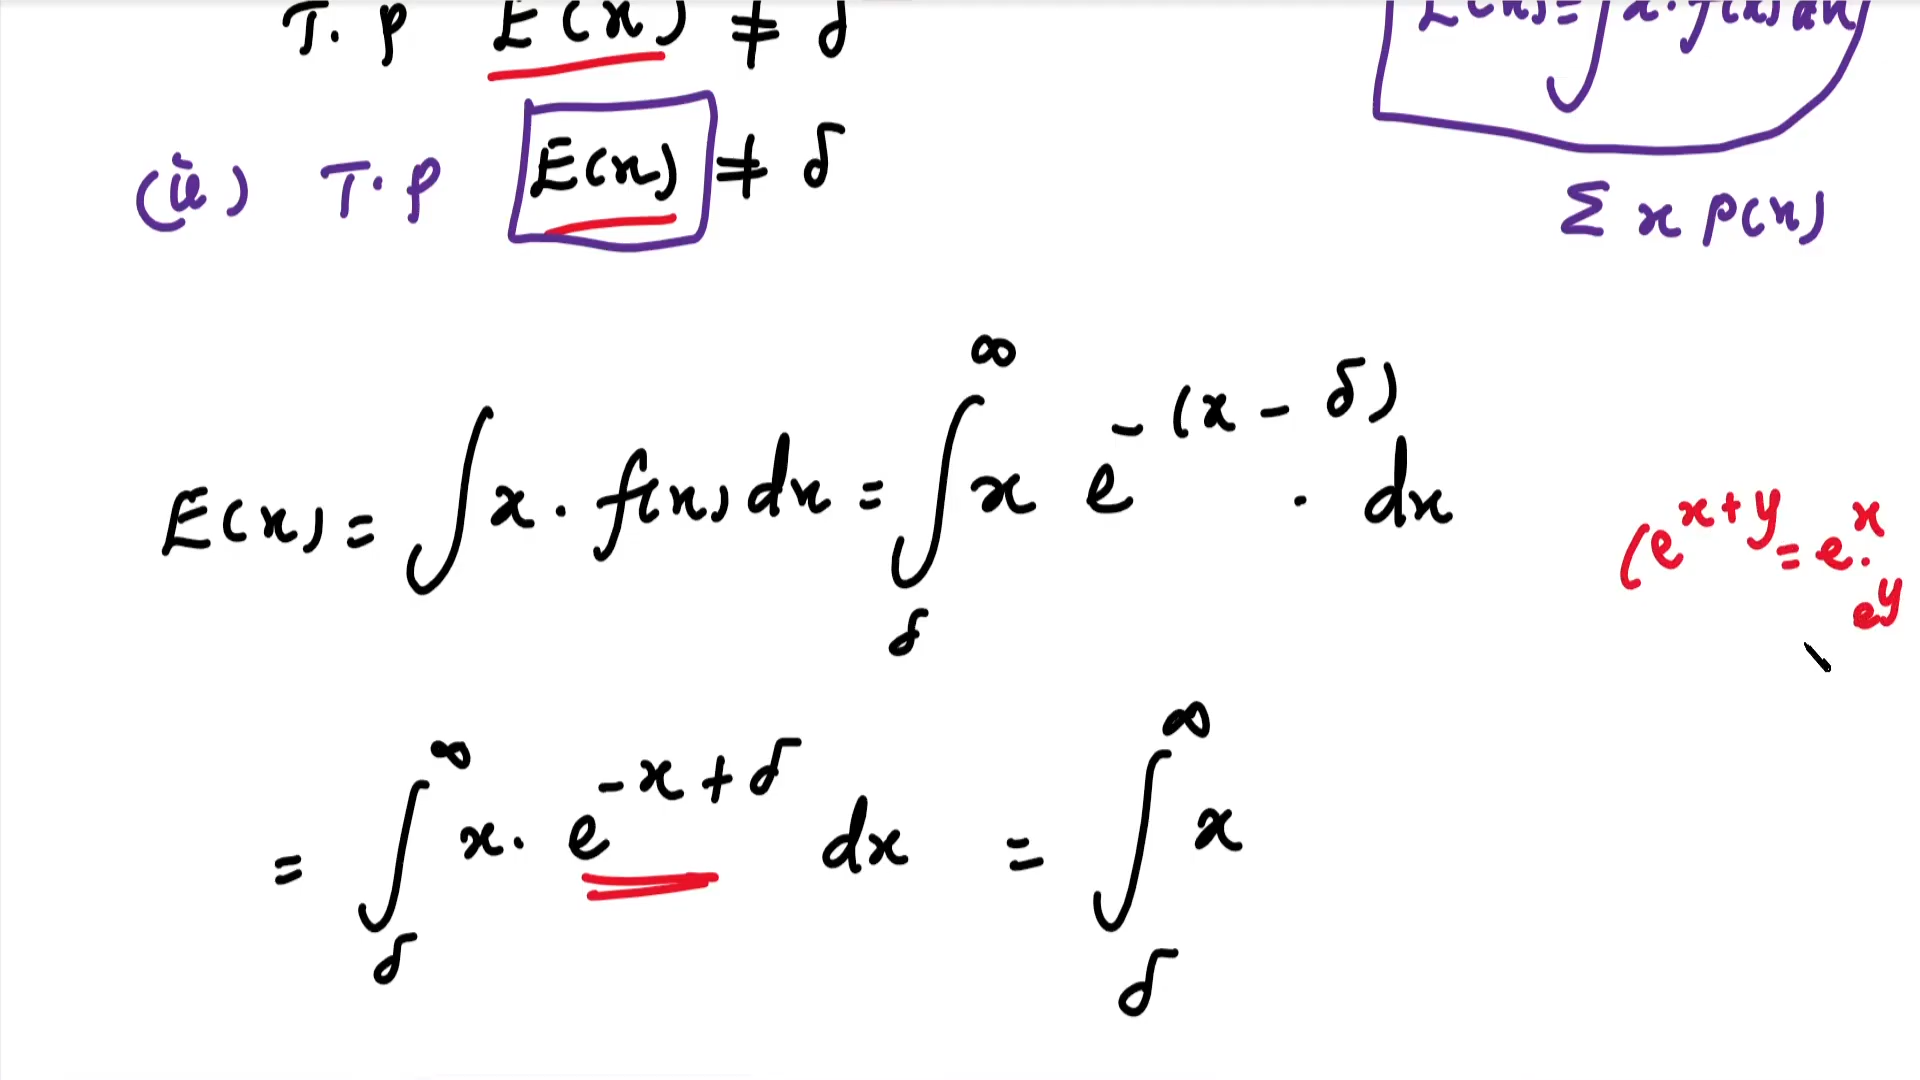 T.P E(x) ≠ δ
E(x) = ∫ x. f(x) dx
(ii) T.P E(x) ≠ δ
Σ x P(x)
E(x) = ∫ x. f(x) dx = ∫_δ^∞ x e^{-(x-δ)} . dx
(e^{x+y} = e^x. e^y
= ∫_δ^∞ x. e^{-x+δ} dx = ∫_δ^∞ x